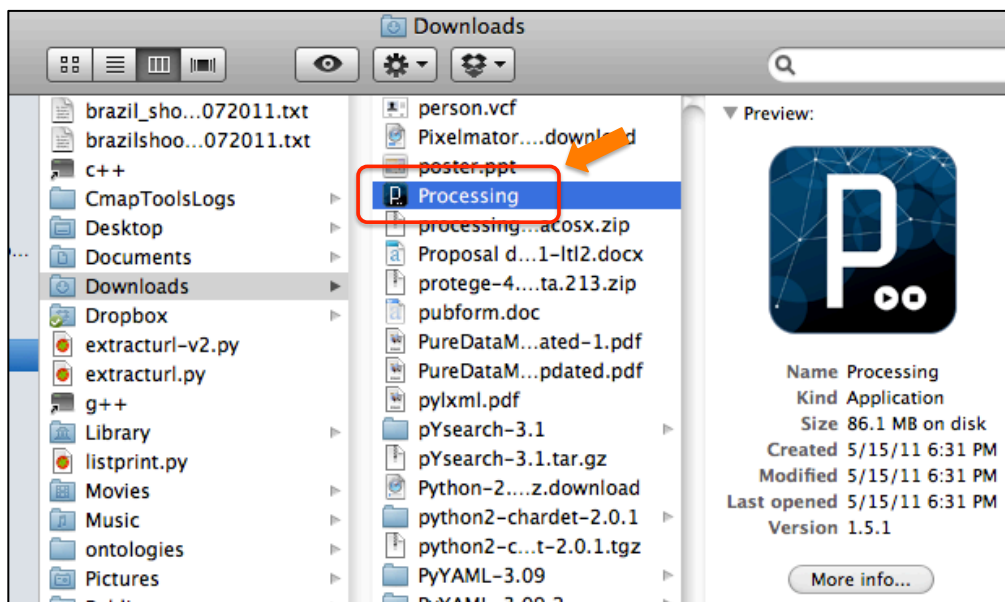 Downloads
brazil_sho...072011.txt
brazilshoo...072011.txt
c++
CmapToolsLogs
Desktop
Documents
Downloads
Dropbox
extracturl-v2.py
extracturl.py
g++
Library
listprint.py
Movies
Music
ontologies
Pictures
person.vcf
Pixelmator....download
poster.ppt
Processing
processing...acosx.zip
Proposal d...1-ltl2.docx
protege-4....ta.213.zip
pubform.doc
PureDataM...ated-1.pdf
PureDataM...pdated.pdf
pylxml.pdf
pYsearch-3.1
pYsearch-3.1.tar.gz
Python-2....z.download
python2-chardet-2.0.1
python2-c...t-2.0.1.tgz
PyYAML-3.09
Preview:
P..
Name Processing
Kind Application
Size 86.1 MB on disk
Created 5/15/11 6:31 PM
Modified 5/15/11 6:31 PM
Last opened 5/15/11 6:31 PM
Version 1.5.1
More info...